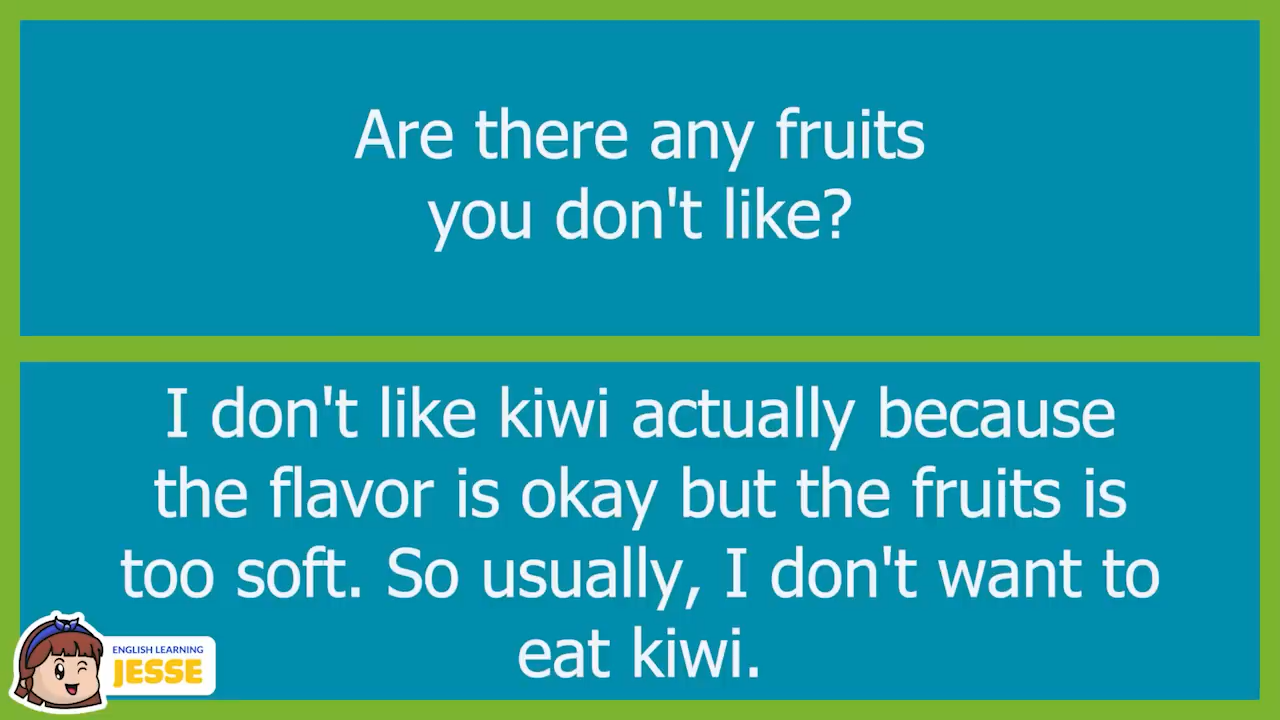 Are there any fruits
you don't like?
I don't like kiwi actually because
the flavor is okay but the fruits is
too soft. So usually, I don't want to
eat kiwi.
ENGLISH LEARNING
JESSE